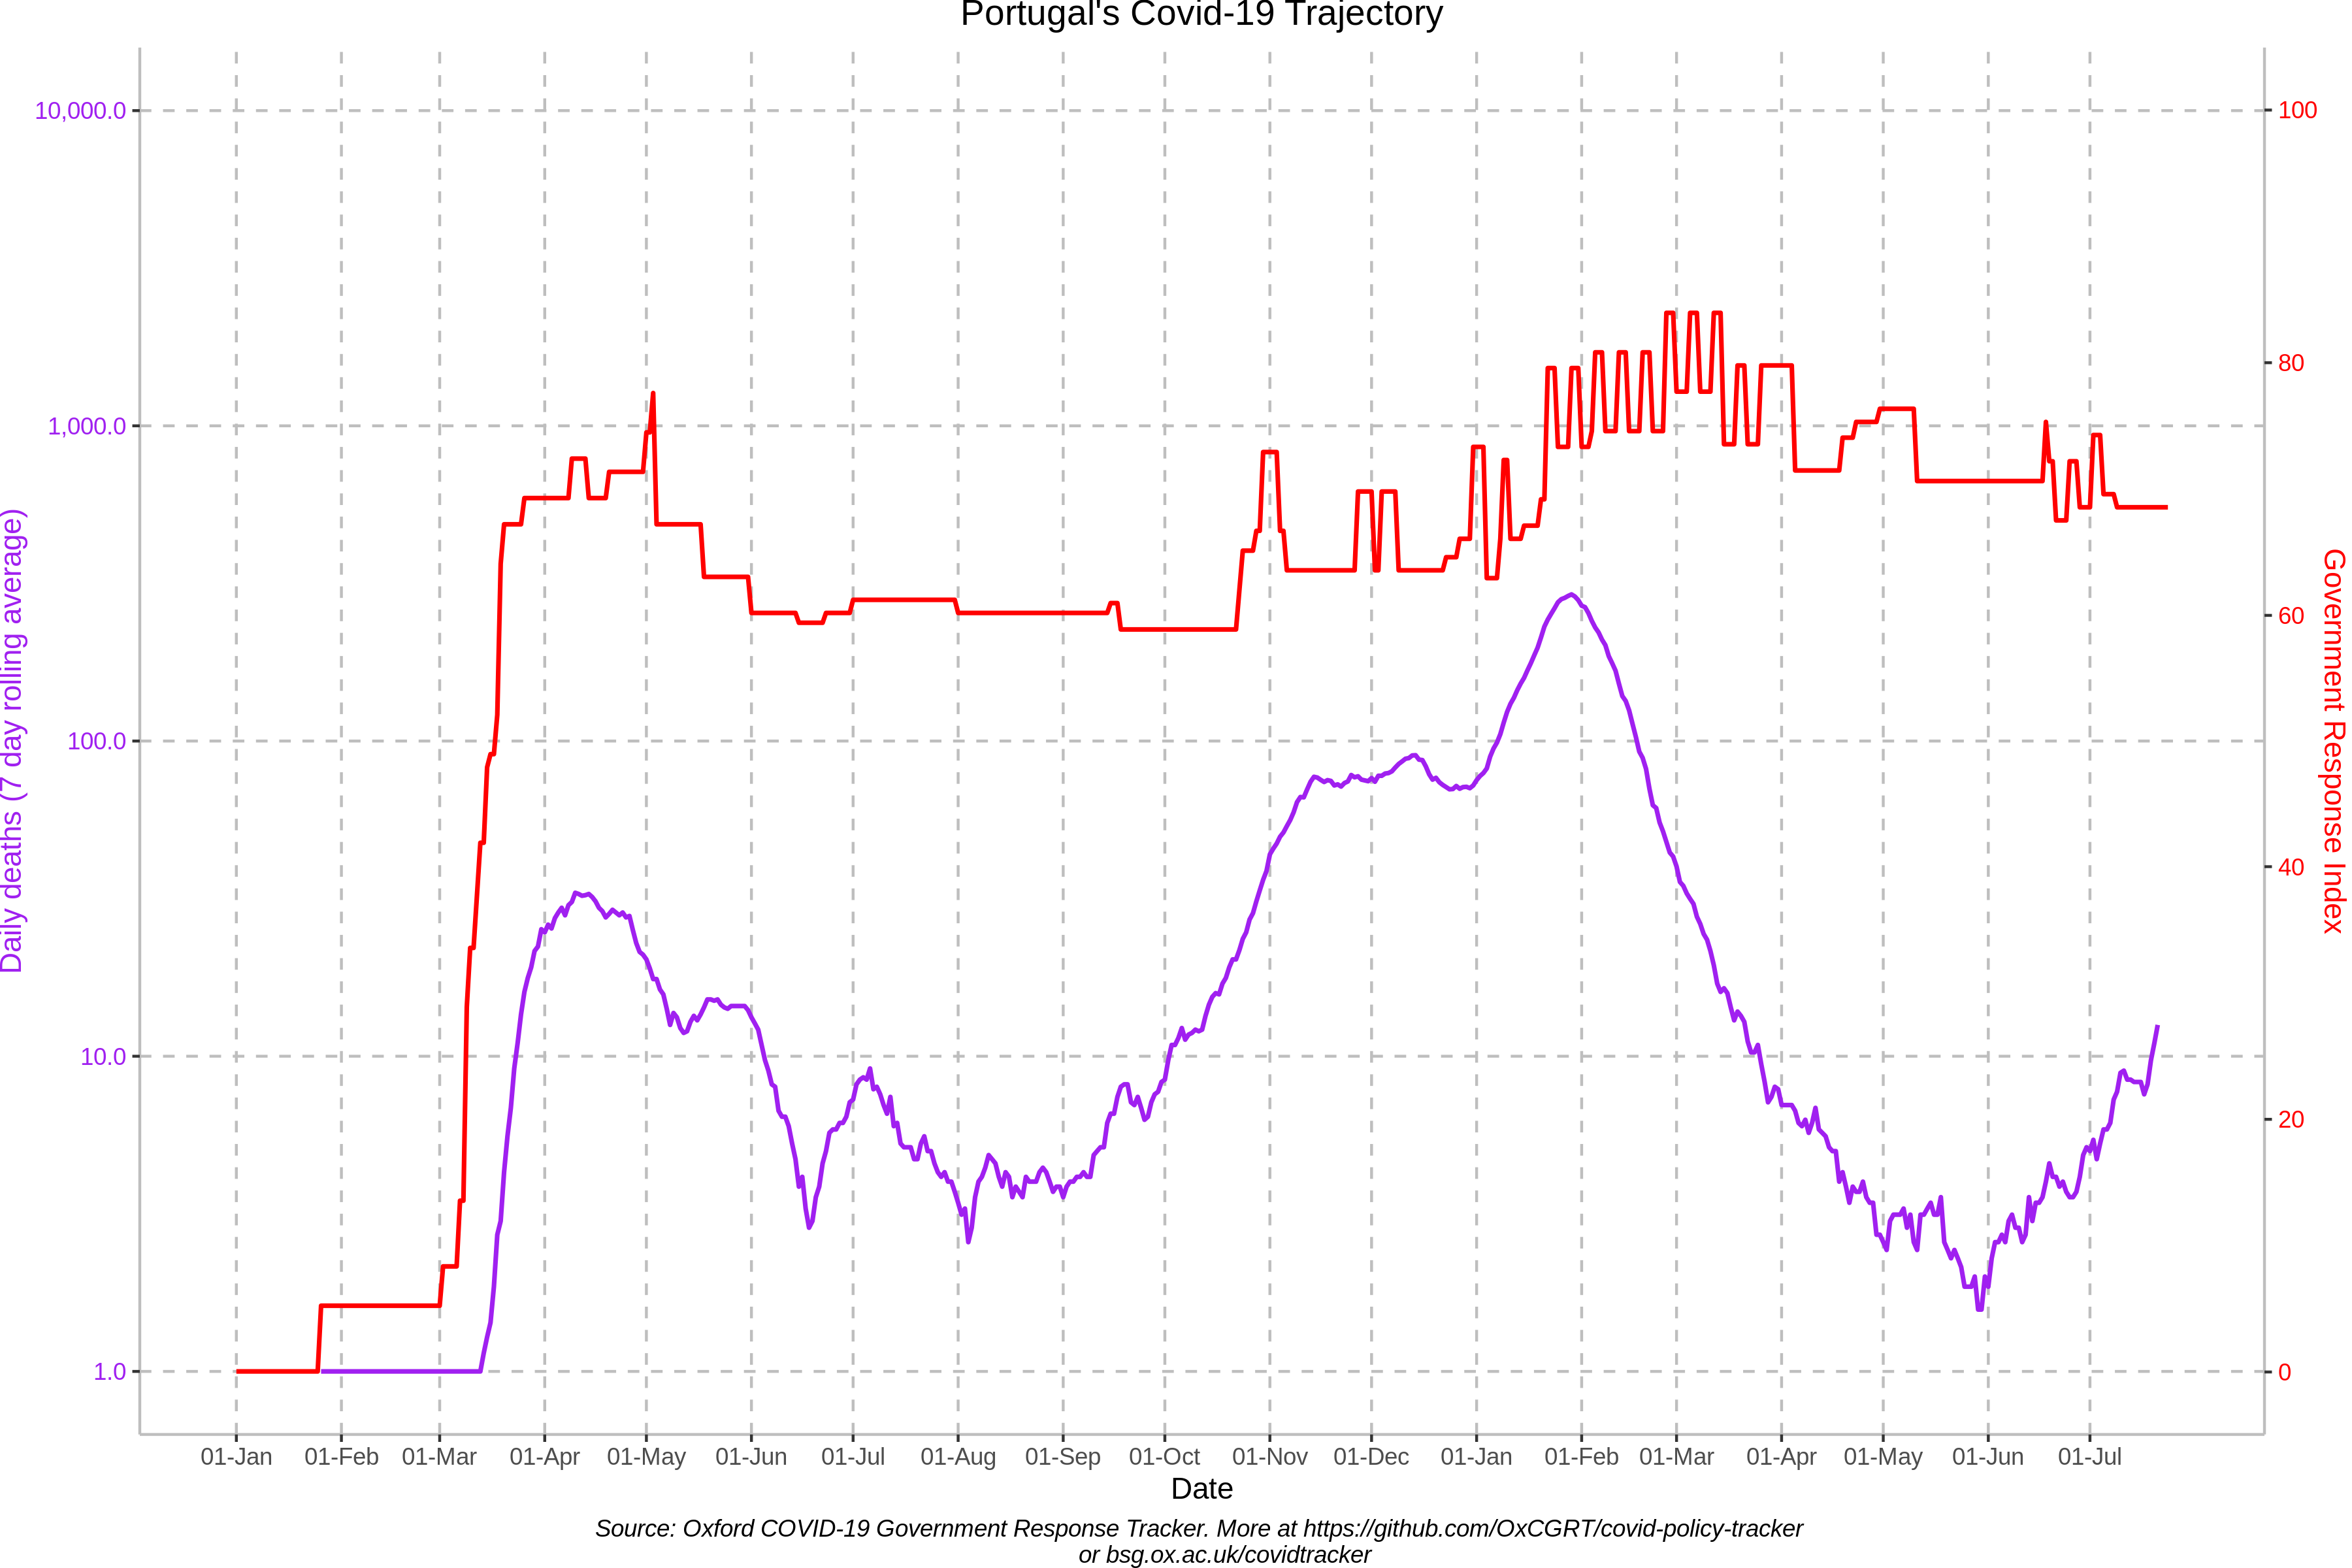 Portugal's Covid-19 Trajectory
10,000.0
1,000.0
100.0
10.0
1.0
Daily deaths (7 day rolling average)
100
80
60
40
20
0
Government Response Index
01-Jan 01-Feb 01-Mar 01-Apr 01-May 01-Jun 01-Jul 01-Aug 01-Sep 01-Oct 01-Nov 01-Dec 01-Jan 01-Feb 01-Mar 01-Apr 01-May 01-Jun 01-Jul
Date
Source: Oxford COVID-19 Government Response Tracker. More at https://github.com/OxCGRT/covid-policy-tracker
or bsg.ox.ac.uk/covidtracker